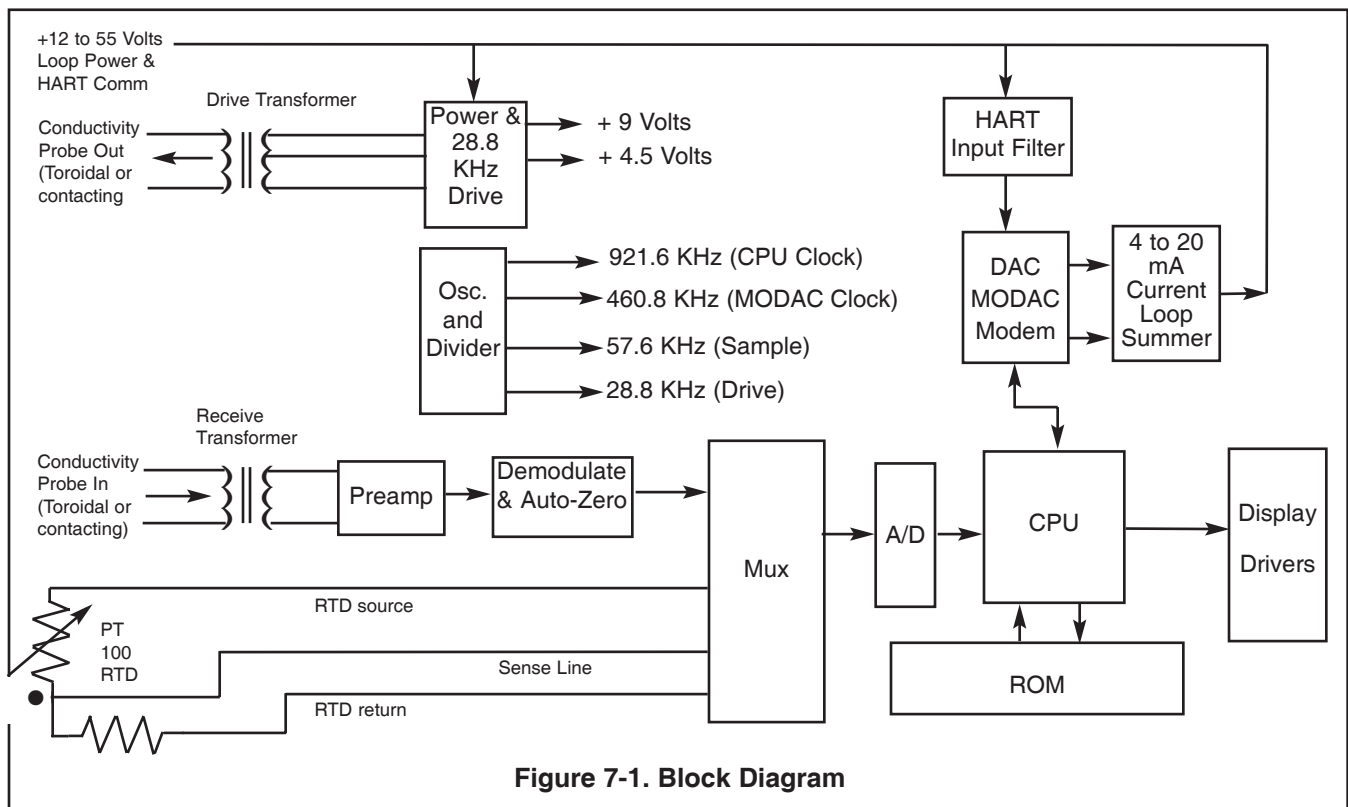 +12 to 55 Volts
Loop Power &
HART Comm
Drive Transformer
Conductivity
Probe Out
(Toroidal or
contacting
Power &
28.8
KHz
Drive
+ 9 Volts
+ 4.5 Volts
HART
Input Filter
DAC
MODAC
Modem
4 to 20
mA
Current
Loop
Summer
Osc.
and
Divider
921.6 KHz (CPU Clock)
460.8 KHz (MODAC Clock)
57.6 KHz (Sample)
28.8 KHz (Drive)
Receive
Transformer
Conductivity
Probe In
(Toroidal or
contacting)
Preamp
Demodulate
& Auto-Zero
Mux
A/D
CPU
Display
Drivers
ROM
PT
100
RTD
RTD source
Sense Line
RTD return
Figure 7-1. Block Diagram